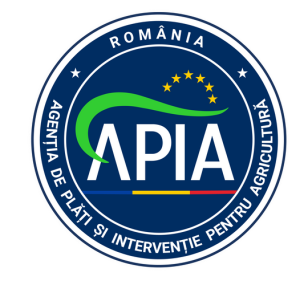 ROMÂNIA
APIA
AGENȚIA DE PLĂȚI ȘI INTERVENȚIE PENTRU AGRICULTURĂ